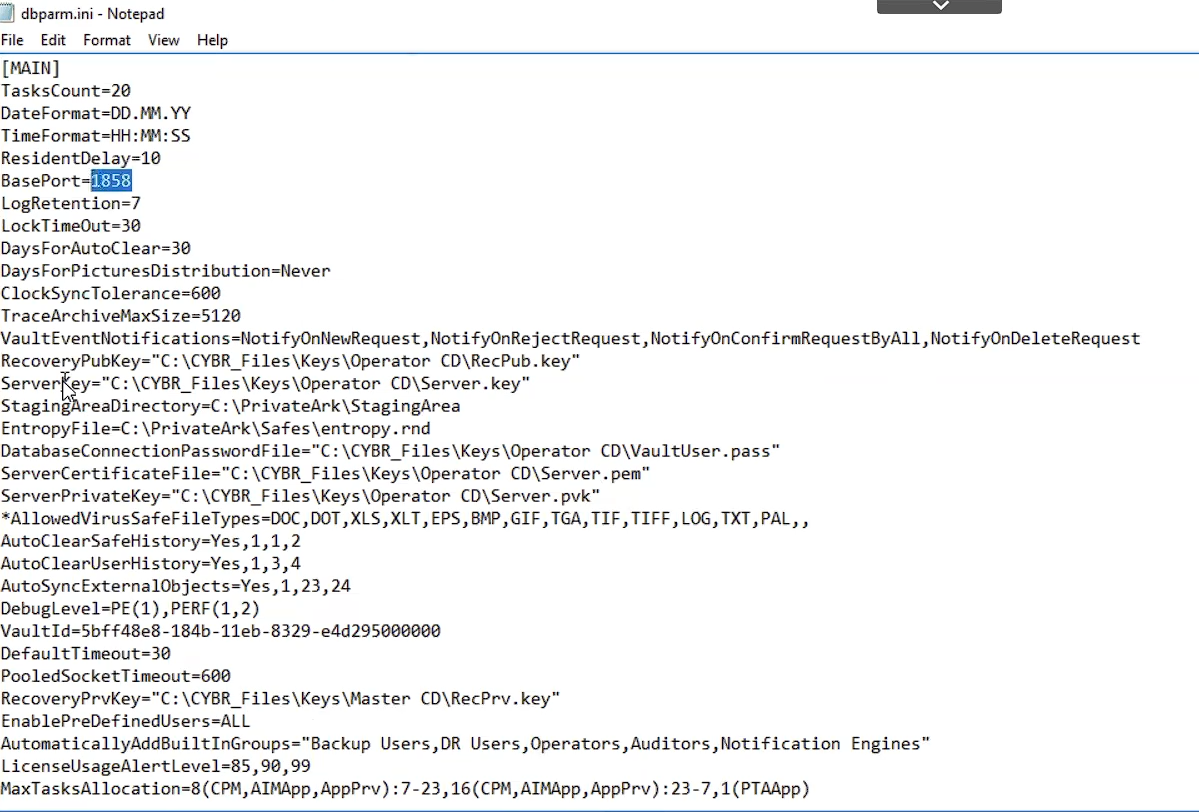 dbparm.ini - Notepad
File Edit Format View Help
[MAIN]
TasksCount=20
DateFormat=DD.MM.YY
TimeFormat=HH:MM:SS
ResidentDelay=10
BasePort=1858
LogRetention=7
LockTimeOut=30
DaysForAutoClear=30
DaysForPicturesDistribution=Never
ClockSyncTolerance=600
TraceArchiveMaxSize=5120
VaultEventNotifications=NotifyOnNewRequest,NotifyOnRejectRequest,NotifyOnConfirmRequestByAll,NotifyOnDeleteRequest
RecoveryPubKey="C:\CYBR_Files\Keys\Operator CD\RecPub.key"
ServerKey="C:\CYBR_Files\Keys\Operator CD\Server.key"
StagingAreaDirectory=C:\PrivateArk\StagingArea
EntropyFile=C:\PrivateArk\Safes\entropy.rnd
DatabaseConnectionPasswordFile="C:\CYBR_Files\Keys\Operator CD\VaultUser.pass"
ServerCertificateFile="C:\CYBR_Files\Keys\Operator CD\Server.pem"
ServerPrivateKey="C:\CYBR_Files\Keys\Operator CD\Server.pvk"
*AllowedVirusSafeFileTypes=DOC,DOT,XLS,XLT,EPS,BMP,GIF,TGA,TIF,TIFF,LOG,TXT,PAL,,
AutoClearSafeHistory=Yes,1,1,2
AutoClearUserHistory=Yes,1,3,4
AutoSyncExternalObjects=Yes,1,23,24
DebugLevel=PE(1),PERF(1,2)
VaultId=5bff48e8-184b-11eb-8329-e4d295000000
DefaultTimeout=30
PooledSocketTimeout=600
RecoveryPrvKey="C:\CYBR_Files\Keys\Master CD\RecPrv.key"
EnablePreDefinedUsers=ALL
AutomaticallyAddBuiltInGroups="Backup Users,DR Users,Operators,Auditors,Notification Engines"
LicenseUsageAlertLevel=85,90,99
MaxTasksAllocation=8(CPM,AIMApp,AppPrv):7-23,16(CPM,AIMApp,AppPrv):23-7,1(PTAApp)